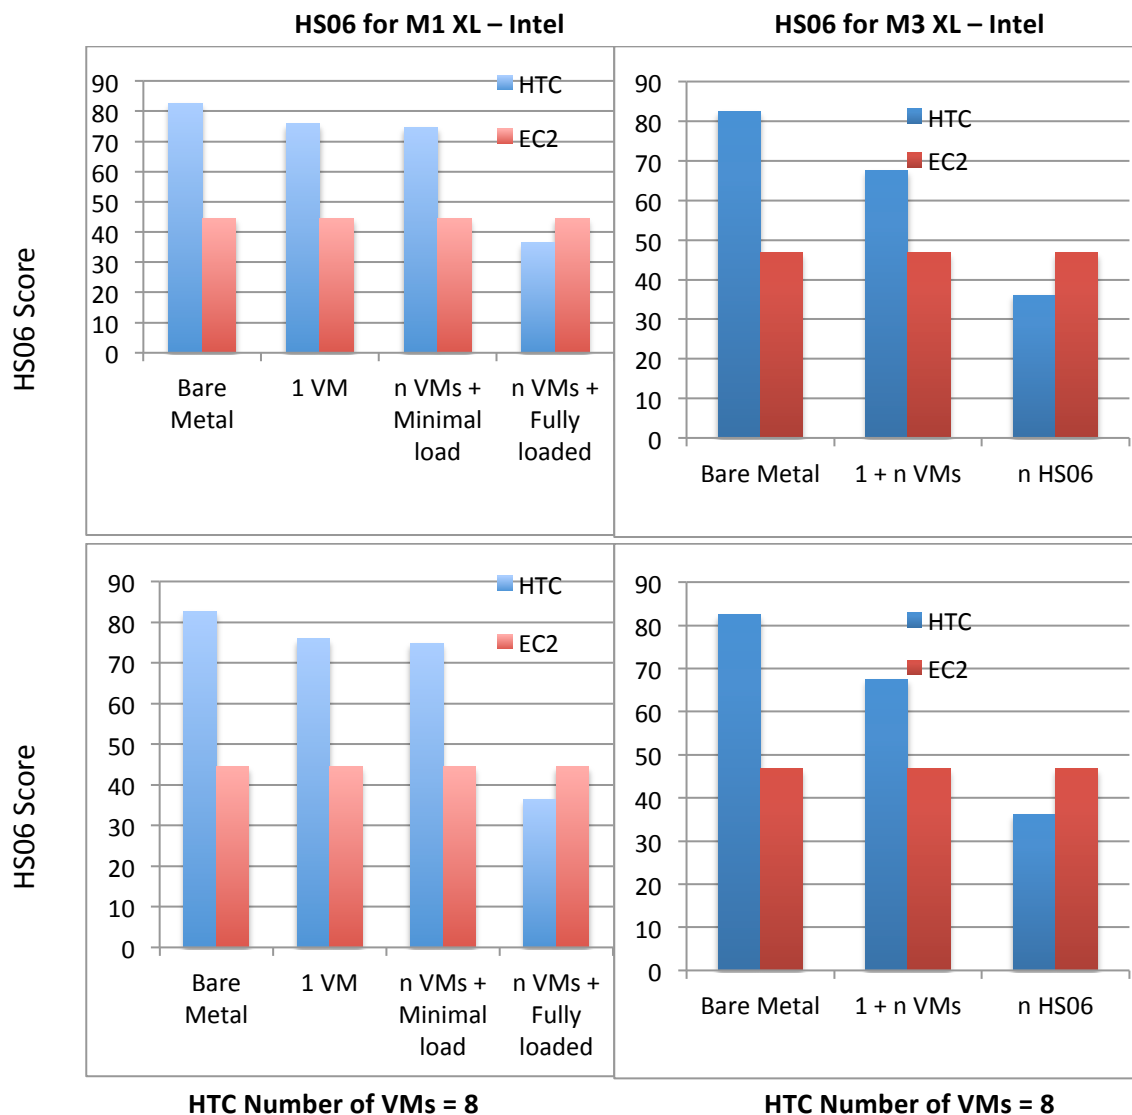 HS06 for M1 XL – Intel
HS06 for M3 XL – Intel
HS06 Score
90
80
70
60
50
40
30
20
10
0
HTC
EC2
Bare Metal
1 VM
n VMs + Minimal load
n VMs + Fully loaded
90
80
70
60
50
40
30
20
10
0
HTC
EC2
Bare Metal
1 + n VMs
n HS06
HS06 Score
90
80
70
60
50
40
30
20
10
0
HTC
EC2
Bare Metal
1 VM
n VMs + Minimal load
n VMs + Fully loaded
90
80
70
60
50
40
30
20
10
0
HTC
EC2
Bare Metal
1 + n VMs
n HS06
HTC Number of VMs = 8
HTC Number of VMs = 8